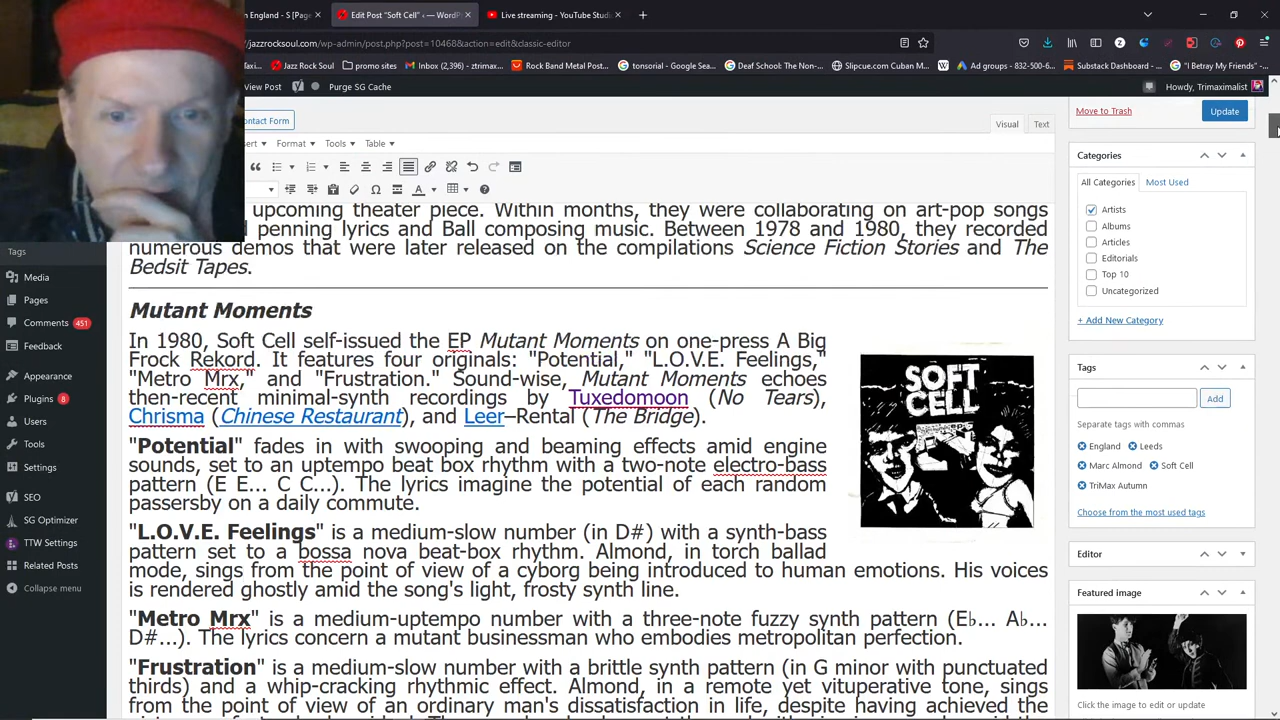 n England - S [Page
Edit Post "Soft Cell" ‹ — WordP
Live streaming - YouTube Studi
jazzrocksoul.com/wp-admin/post.php?post=10468&action=edit&classic-editor
Taxi...
Jazz Rock Soul
promo sites
Inbox (2,396) - ztrimax...
Rock Band Metal Post...
tonsorial - Google Sea...
Deaf School: The Non-...
Slipcue.com Cuban M...
Ad groups - 832-500-6...
Substack Dashboard
"I Betray My Friends" -...
View Post
Purge SG Cache
Howdy, Trimaximalist
Contact Form
Visual
Text
Move to Trash
Update
Format
Tools
Table
Categories
All Categories
Most Used
Artists
Albums
Articles
Editorials
Top 10
Uncategorized
+ Add New Category
Tags
Add
Separate tags with commas
England
Leeds
Marc Almond
Soft Cell
TriMax Autumn
Choose from the most used tags
Editor
Featured image
Click the image to edit or update
Tags
Media
Pages
Comments 451
Feedback
Appearance
Plugins 8
Users
Tools
Settings
SEO
SG Optimizer
TTW Settings
Related Posts
Collapse menu
upcoming theater piece. Within months, they were collaborating on art-pop songs
penning lyrics and Ball composing music. Between 1978 and 1980, they recorded
numerous demos that were later released on the compilations Science Fiction Stories and The
Bedsit Tapes.
Mutant Moments
In 1980, Soft Cell self-issued the EP Mutant Moments on one-press A Big
Frock Rekord. It features four originals: "Potential," "L.O.V.E. Feelings,"
"Metro Mrx," and "Frustration." Sound-wise, Mutant Moments echoes
then-recent minimal-synth recordings by Tuxedomoon (No Tears),
Chrisma (Chinese Restaurant), and Leer–Rental (The Bridge).
"Potential" fades in with swooping and beaming effects amid engine
sounds, set to an uptempo beat box rhythm with a two-note electro-bass
pattern (E E... C C...). The lyrics imagine the potential of each random
passersby on a daily commute.
"L.O.V.E. Feelings" is a medium-slow number (in D#) with a synth-bass
pattern set to a bossa nova beat-box rhythm. Almond, in torch ballad
mode, sings from the point of view of a cyborg being introduced to human emotions. His voices
is rendered ghostly amid the song's light, frosty synth line.
"Metro Mrx" is a medium-uptempo number with a three-note fuzzy synth pattern (E♭... A♭...
D#...). The lyrics concern a mutant businessman who embodies metropolitan perfection.
"Frustration" is a medium-slow number with a brittle synth pattern (in G minor with punctuated
thirds) and a whip-cracking rhythmic effect. Almond, in a remote yet vituperative tone, sings
from the point of view of an ordinary man's dissatisfaction in life, despite having achieved the
SOFT
CELL